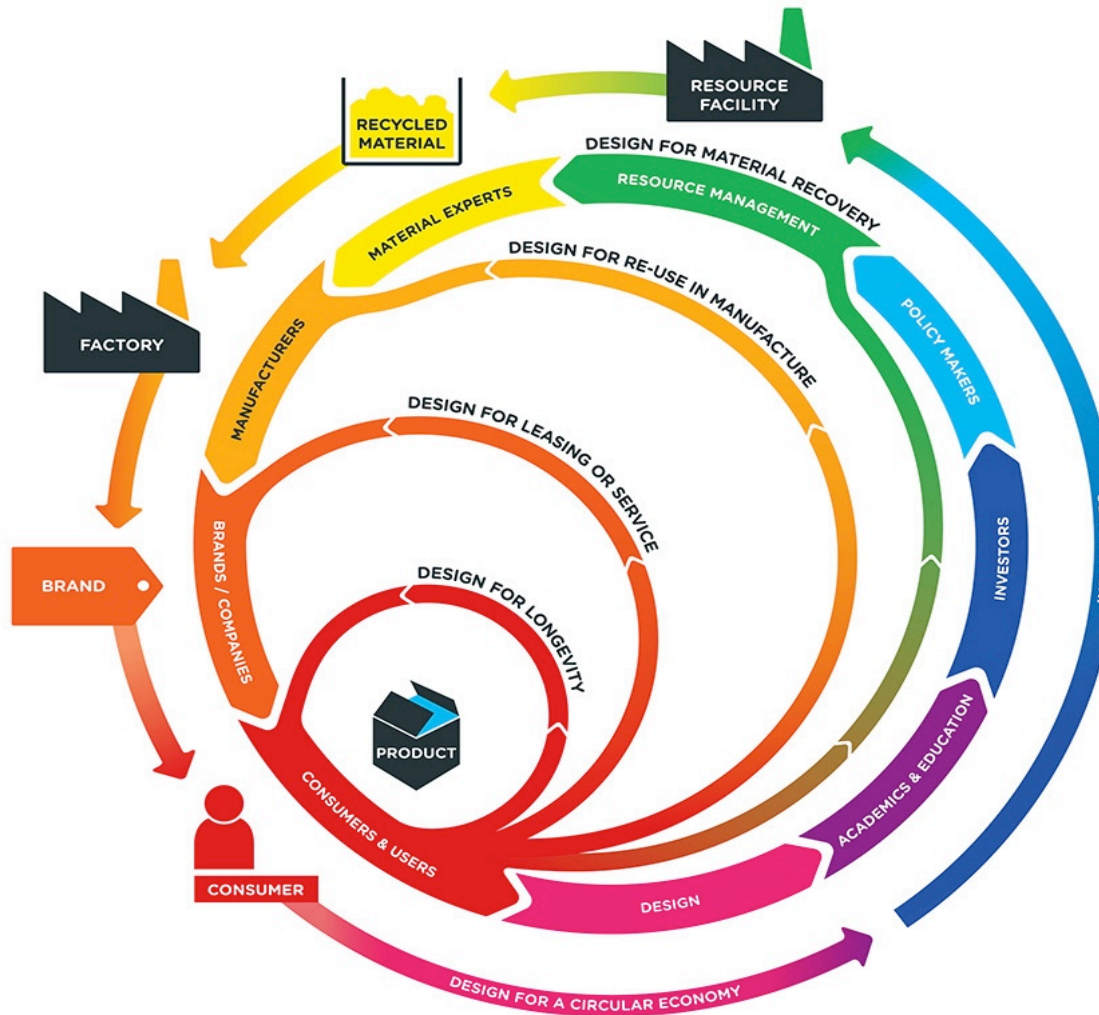 RESOURCE
FACILITY
RECYCLED
MATERIAL
FACTORY
BRAND
CONSUMER
DESIGN FOR A CIRCULAR ECONOMY
DESIGN FOR MATERIAL RECOVERY
RESOURCE MANAGEMENT
MATERIAL EXPERTS
MANUFACTURERS
BRANDS / COMPANIES
CONSUMERS & USERS
DESIGN
ACADEMICS & EDUCATION
INVESTORS
POLICY MAKERS
DESIGN FOR RE-USE IN MANUFACTURE
DESIGN FOR LEASING OR SERVICE
DESIGN FOR LONGEVITY
PRODUCT